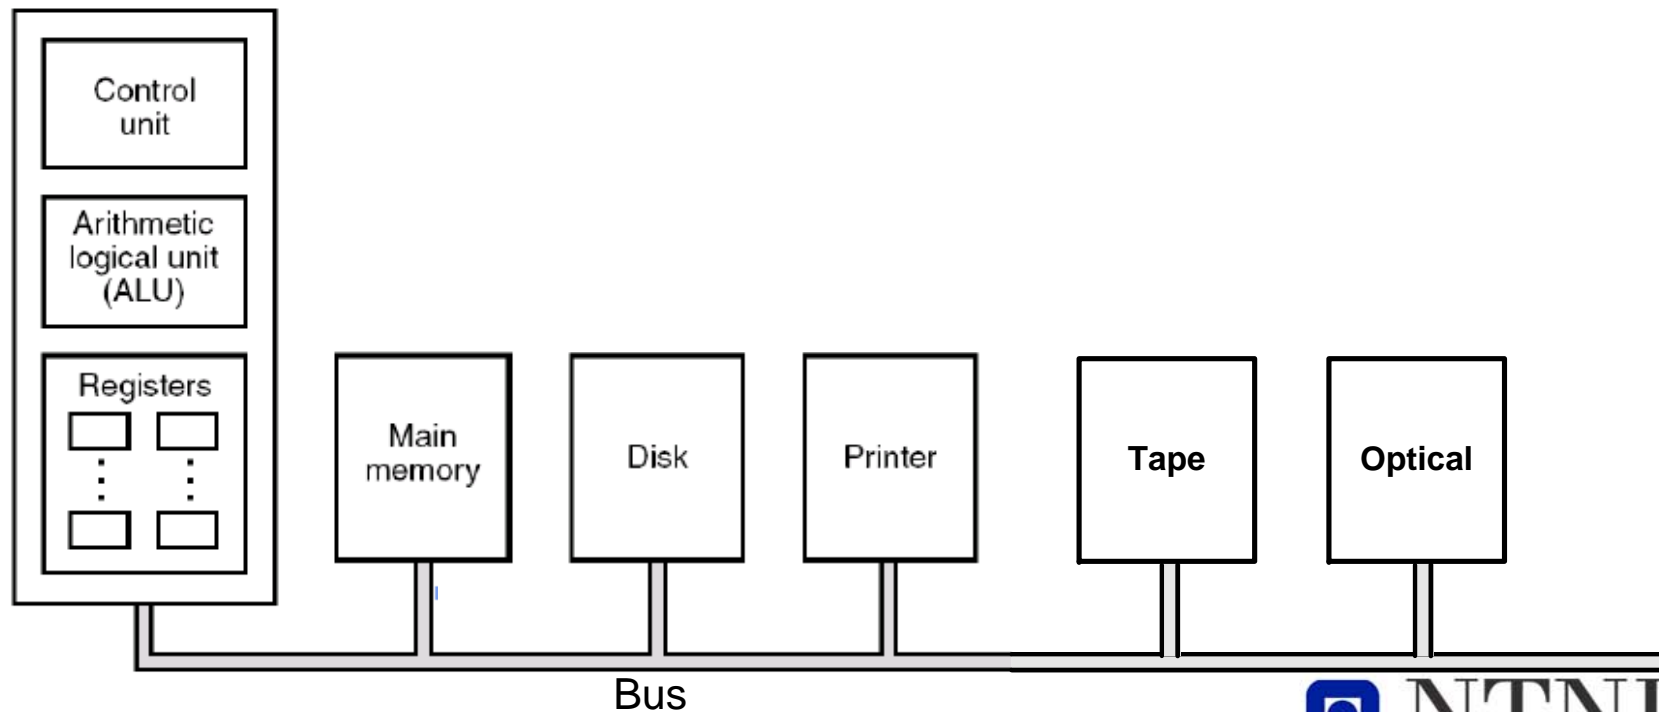 Control
unit
Arithmetic
logical unit
(ALU)
Registers
Main
memory
Disk
Printer
Tape
Optical
Bus